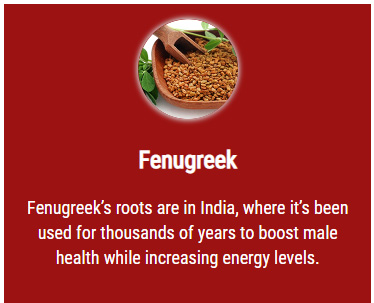 Fenugreek
Fenugreek’s roots are in India, where it’s been
used for thousands of years to boost male
health while increasing energy levels.